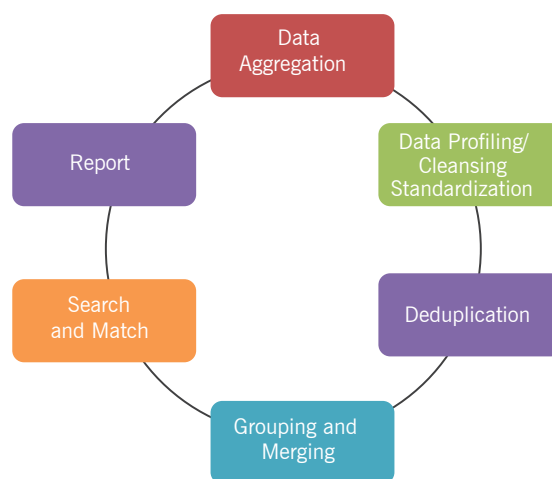 Data
Aggregation
Data Profiling/
Cleansing
Standardization
Deduplication
Grouping and
Merging
Search
and Match
Report